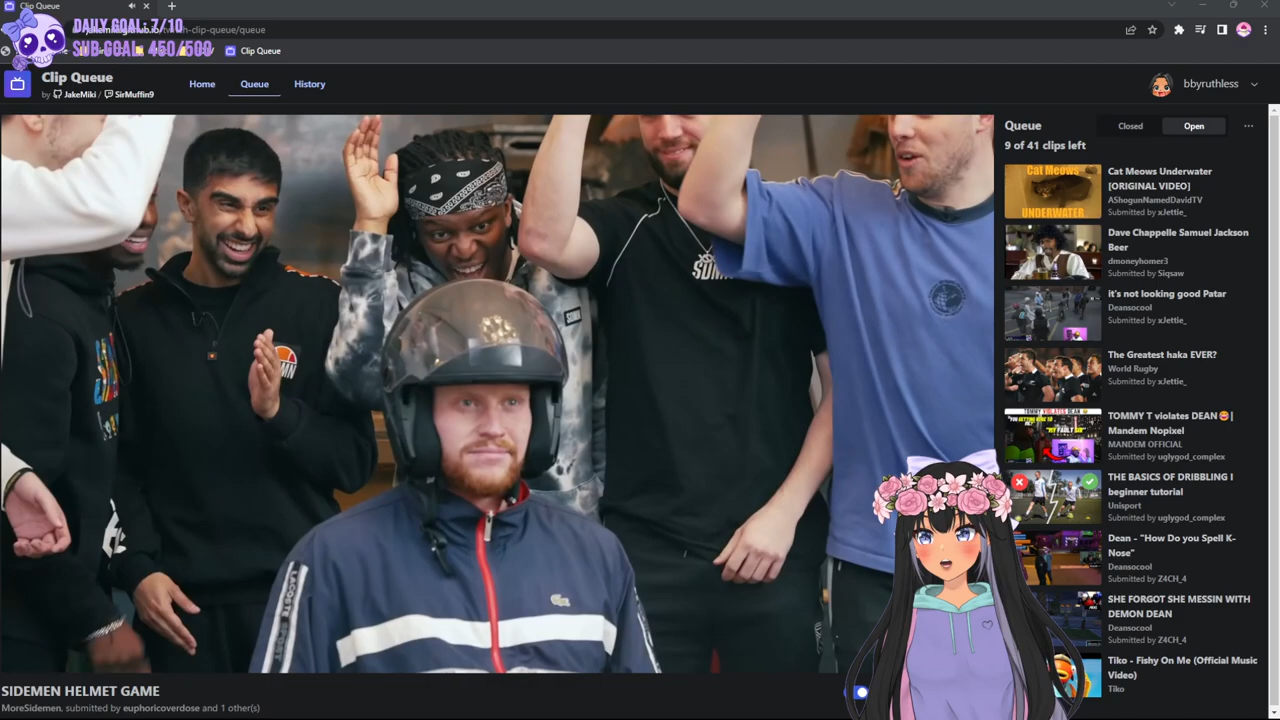 Clip Queue
DAILY GOAL: 7/10
SUB GOAL: 450/500
Clip Queue
Clip Queue
by JakeMiki / SirMuffin9
Home
Queue
History
bbyruthless
Queue
Closed
Open
9 of 41 clips left
Cat Meows
UNDERWATER
Cat Meows Underwater
[ORIGINAL VIDEO]
AShogunNamedDavidTV
Submitted by xJettie_
Dave Chappelle Samuel Jackson
Beer
dmoneyhomer3
Submitted by Siqsaw
it's not looking good Patar
Deansocool
Submitted by xJettie_
The Greatest haka EVER?
World Rugby
Submitted by xJettie_
TOMMY T violates DEAN🤣|
Mandem Nopixel
MANDEM OFFICIAL
Submitted by uglygod_complex
THE BASICS OF DRIBBLING I
beginner tutorial
Unisport
Submitted by uglygod_complex
Dean - "How Do you Spell K-
Nose"
Deansocool
Submitted by Z4CH_4
SHE FORGOT SHE MESSIN WITH
DEMON DEAN
Deansocool
Submitted by Z4CH_4
Tiko - Fishy On Me (Official Music
Video)
Tiko
LACOSTE
SIDEMEN HELMET GAME
MoreSidemen, submitted by euphoricoverdose and 1 other(s)